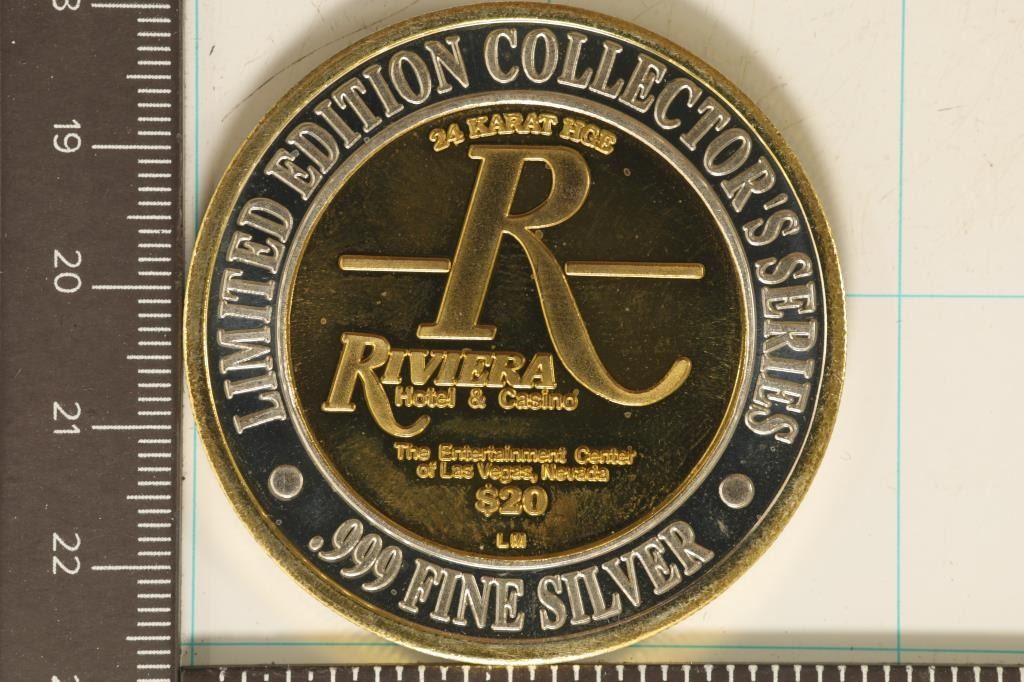 LIMITED EDITION COLLECTOR'S SERIES
24 KARAT HGE
R
RIVIERA
Hotel & Casino
The Entertainment Center
of Las Vegas, Nevada
$20
LM
.999 FINE SILVER
19
20
21
22